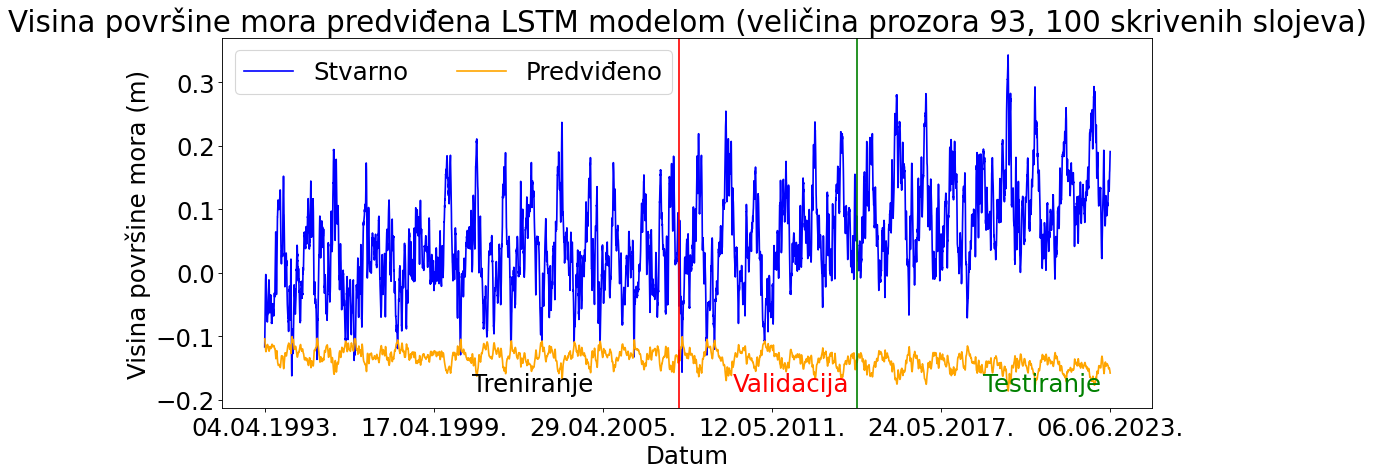 Visina površine mora predviđena LSTM modelom (veličina prozora 93, 100 skrivenih slojeva)
Stvarno Predviđeno
Visina površine mora (m)
0.3
0.2
0.1
0.0
−0.1
−0.2
Treniranje Validacija Testiranje
04.04.1993. 17.04.1999. 29.04.2005. 12.05.2011. 24.05.2017. 06.06.2023.
Datum